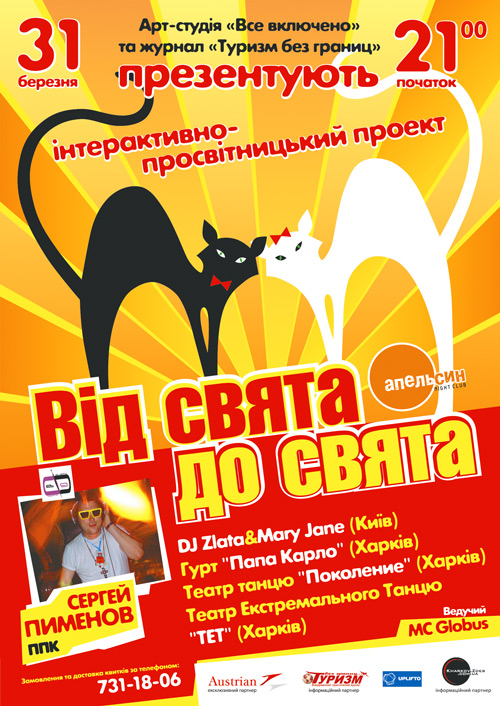 31
березня
Арт-студія «Все включено»
та журнал «Туризм без границ»
презентують
21 00
початок
інтерактивно-
просвітницький проект
апельсин
NIGHT CLUB
Від свята
до свята
DJ Zlata&Mary Jane (Київ)
Гурт "Папа Карло" (Харків)
Театр танцю "Поколение" (Харків)
Театр Екстремального Танцю
"ТЕТ" (Харків)
СЕРГЕЙ
ПИМЕНОВ
ППК
Ведучий
MC Globus
Замовлення та доставка квитків за телефоном:
731-18-06
Austrian
ексклюзивний партнер
ТУРИЗМ
інформаційний партнер
UPLIFTO
інформаційний партнер